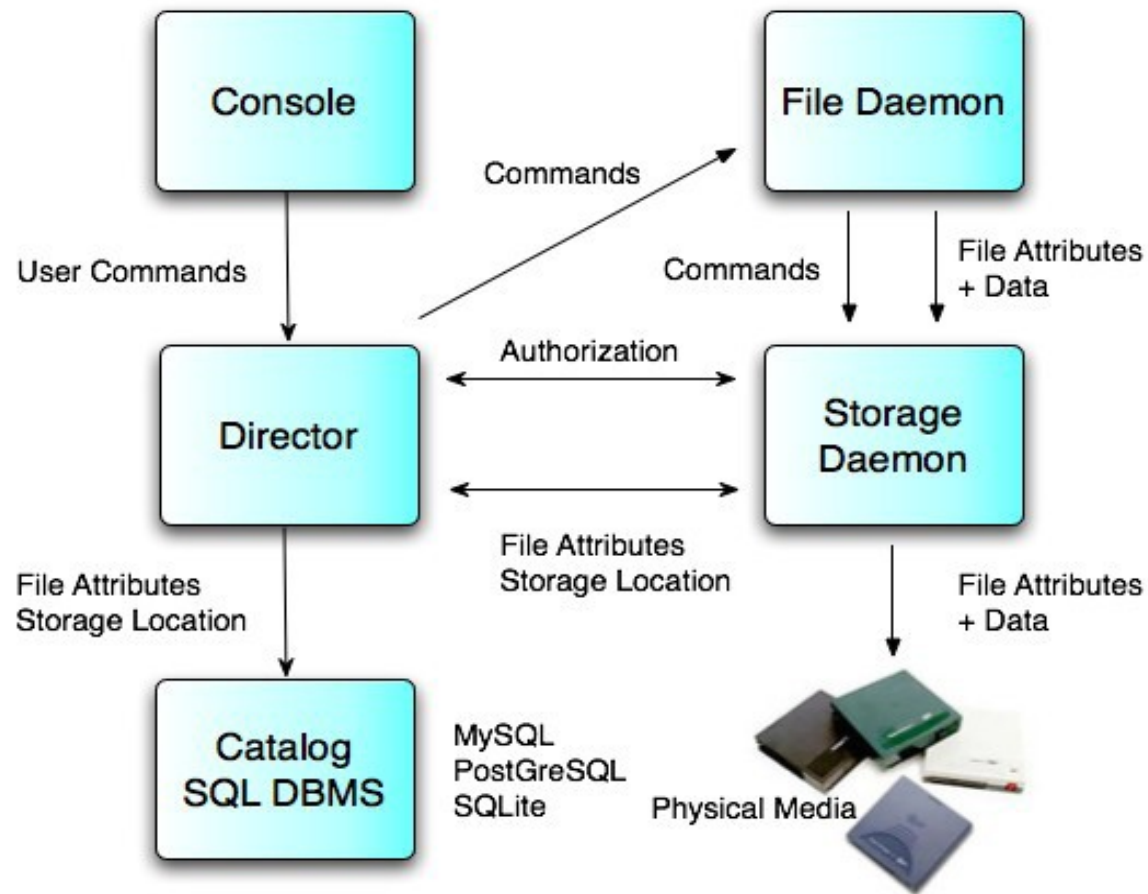 Console
File Daemon
Commands
User Commands
Commands
File Attributes
+ Data
Authorization
Director
Storage
Daemon
File Attributes
Storage Location
File Attributes
Storage Location
File Attributes
+ Data
Catalog
SQL DBMS
MySQL
PostGreSQL
SQLite
Physical Media